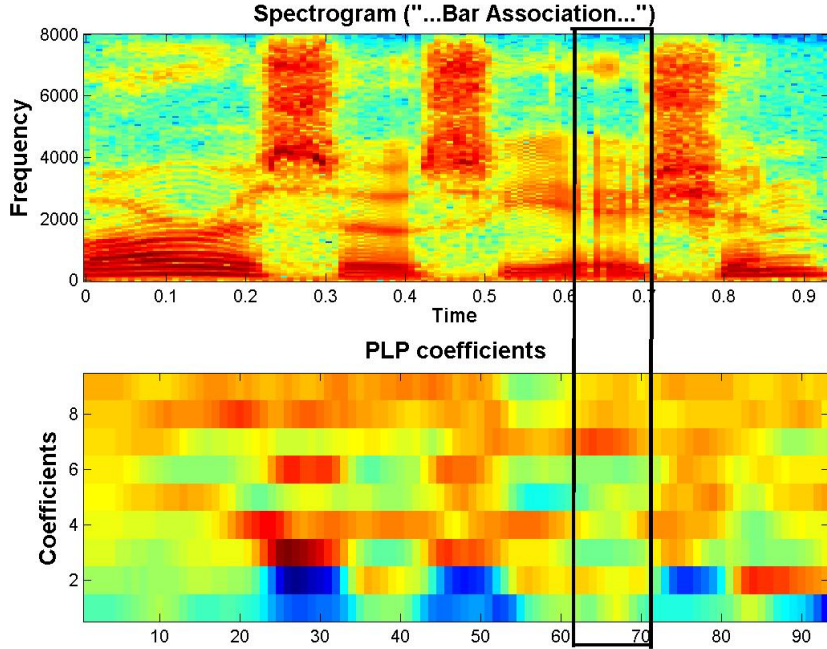 Spectrogram ("...Bar Association...")
8000
6000
4000
2000
0
Frequency
0 0.1 0.2 0.3 0.4 0.5 0.6 0.7 0.8 0.9
Time
PLP coefficients
8
6
4
2
Coefficients
10 20 30 40 50 60 70 80 90